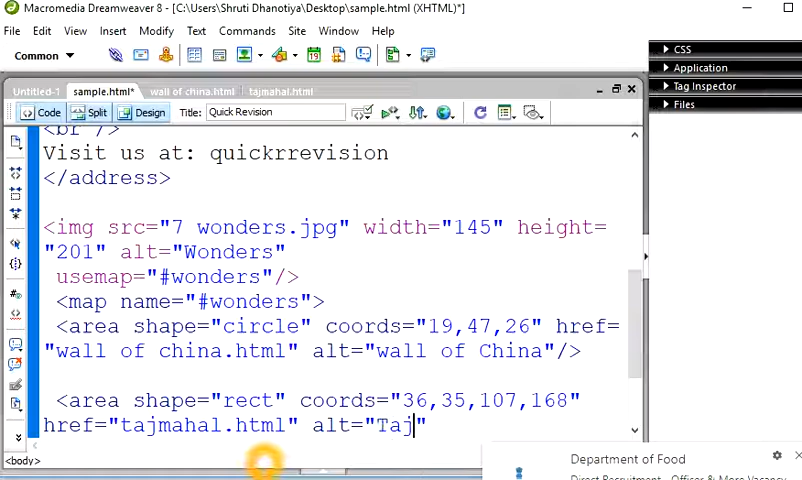 Macromedia Dreamweaver 8 - [C:\Users\Shruti Dhanotiya\Desktop\sample.html (XHTML)*]
File Edit View Insert Modify Text Commands Site Window Help
Common
CSS
Application
Tag Inspector
Files
Untitled-1 sample.html* wall of china.html tajmahal.html
Code Split Design Title: Quick Revision
<br />
Visit us at: quickrrevision
</address>
<img src="7 wonders.jpg" width="145" height=
"201" alt="Wonders"
usemap="#wonders"/>
<map name="#wonders">
<area shape="circle" coords="19,47,26" href=
"wall of china.html" alt="wall of China"/>
<area shape="rect" coords="36,35,107,168"
href="tajmahal.html" alt="Taj"
<body>
Department of Food
Direct Recruitment - Officer & More Vacancy